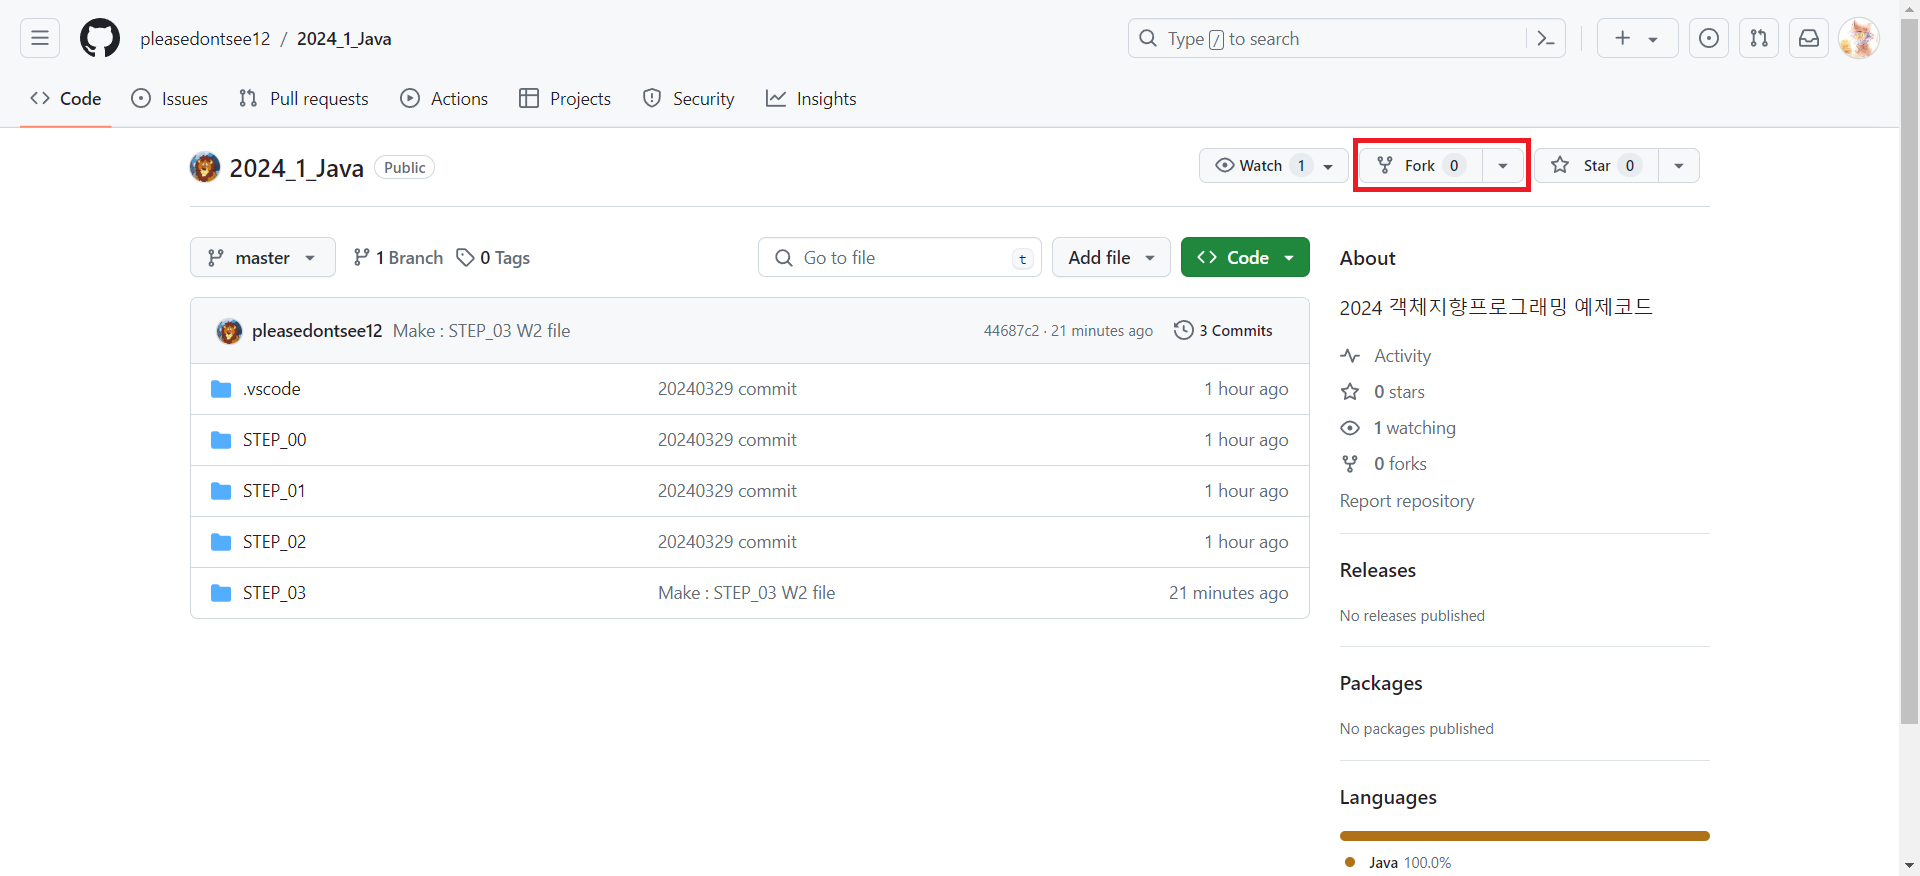 pleasedontsee12 / 2024_1_Java
Type / to search
Code Issues Pull requests Actions Projects Security Insights
2024_1_Java Public
Watch 1 Fork 0 Star 0
master 1 Branch 0 Tags
Go to file t Add file Code
pleasedontsee12 Make : STEP_03 W2 file 44687c2 · 21 minutes ago 3 Commits
.vscode 20240329 commit 1 hour ago
STEP_00 20240329 commit 1 hour ago
STEP_01 20240329 commit 1 hour ago
STEP_02 20240329 commit 1 hour ago
STEP_03 Make : STEP_03 W2 file 21 minutes ago
About
2024 객체지향프로그래밍 예제코드
Activity
0 stars
1 watching
0 forks
Report repository
Releases
No releases published
Packages
No packages published
Languages
Java 100.0%